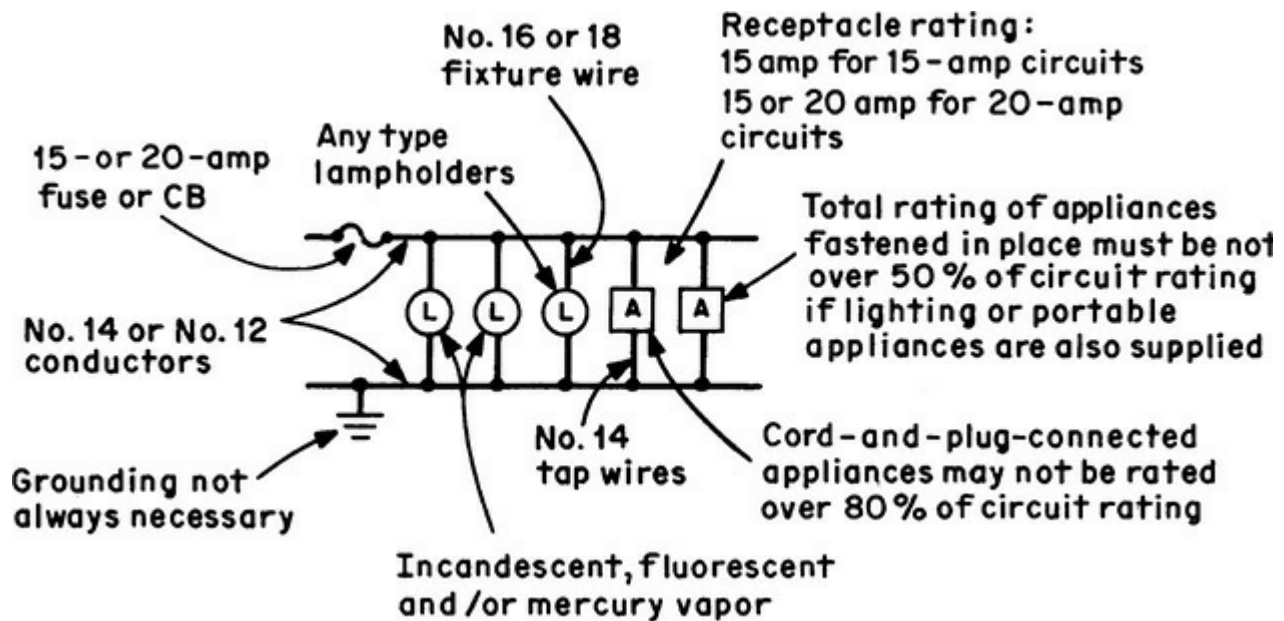 No. 16 or 18
fixture wire
Receptacle rating:
15 amp for 15-amp circuits
15 or 20 amp for 20-amp
circuits
Any type
lampholders
15-or 20-amp
fuse or CB
Total rating of appliances
fastened in place must be not
over 50% of circuit rating
if lighting or portable
appliances are also supplied
L
L
L
A
A
No. 14 or No. 12
conductors
No. 14
tap wires
Cord-and-plug-connected
appliances may not be rated
over 80% of circuit rating
Grounding not
always necessary
Incandescent, fluorescent
and/or mercury vapor